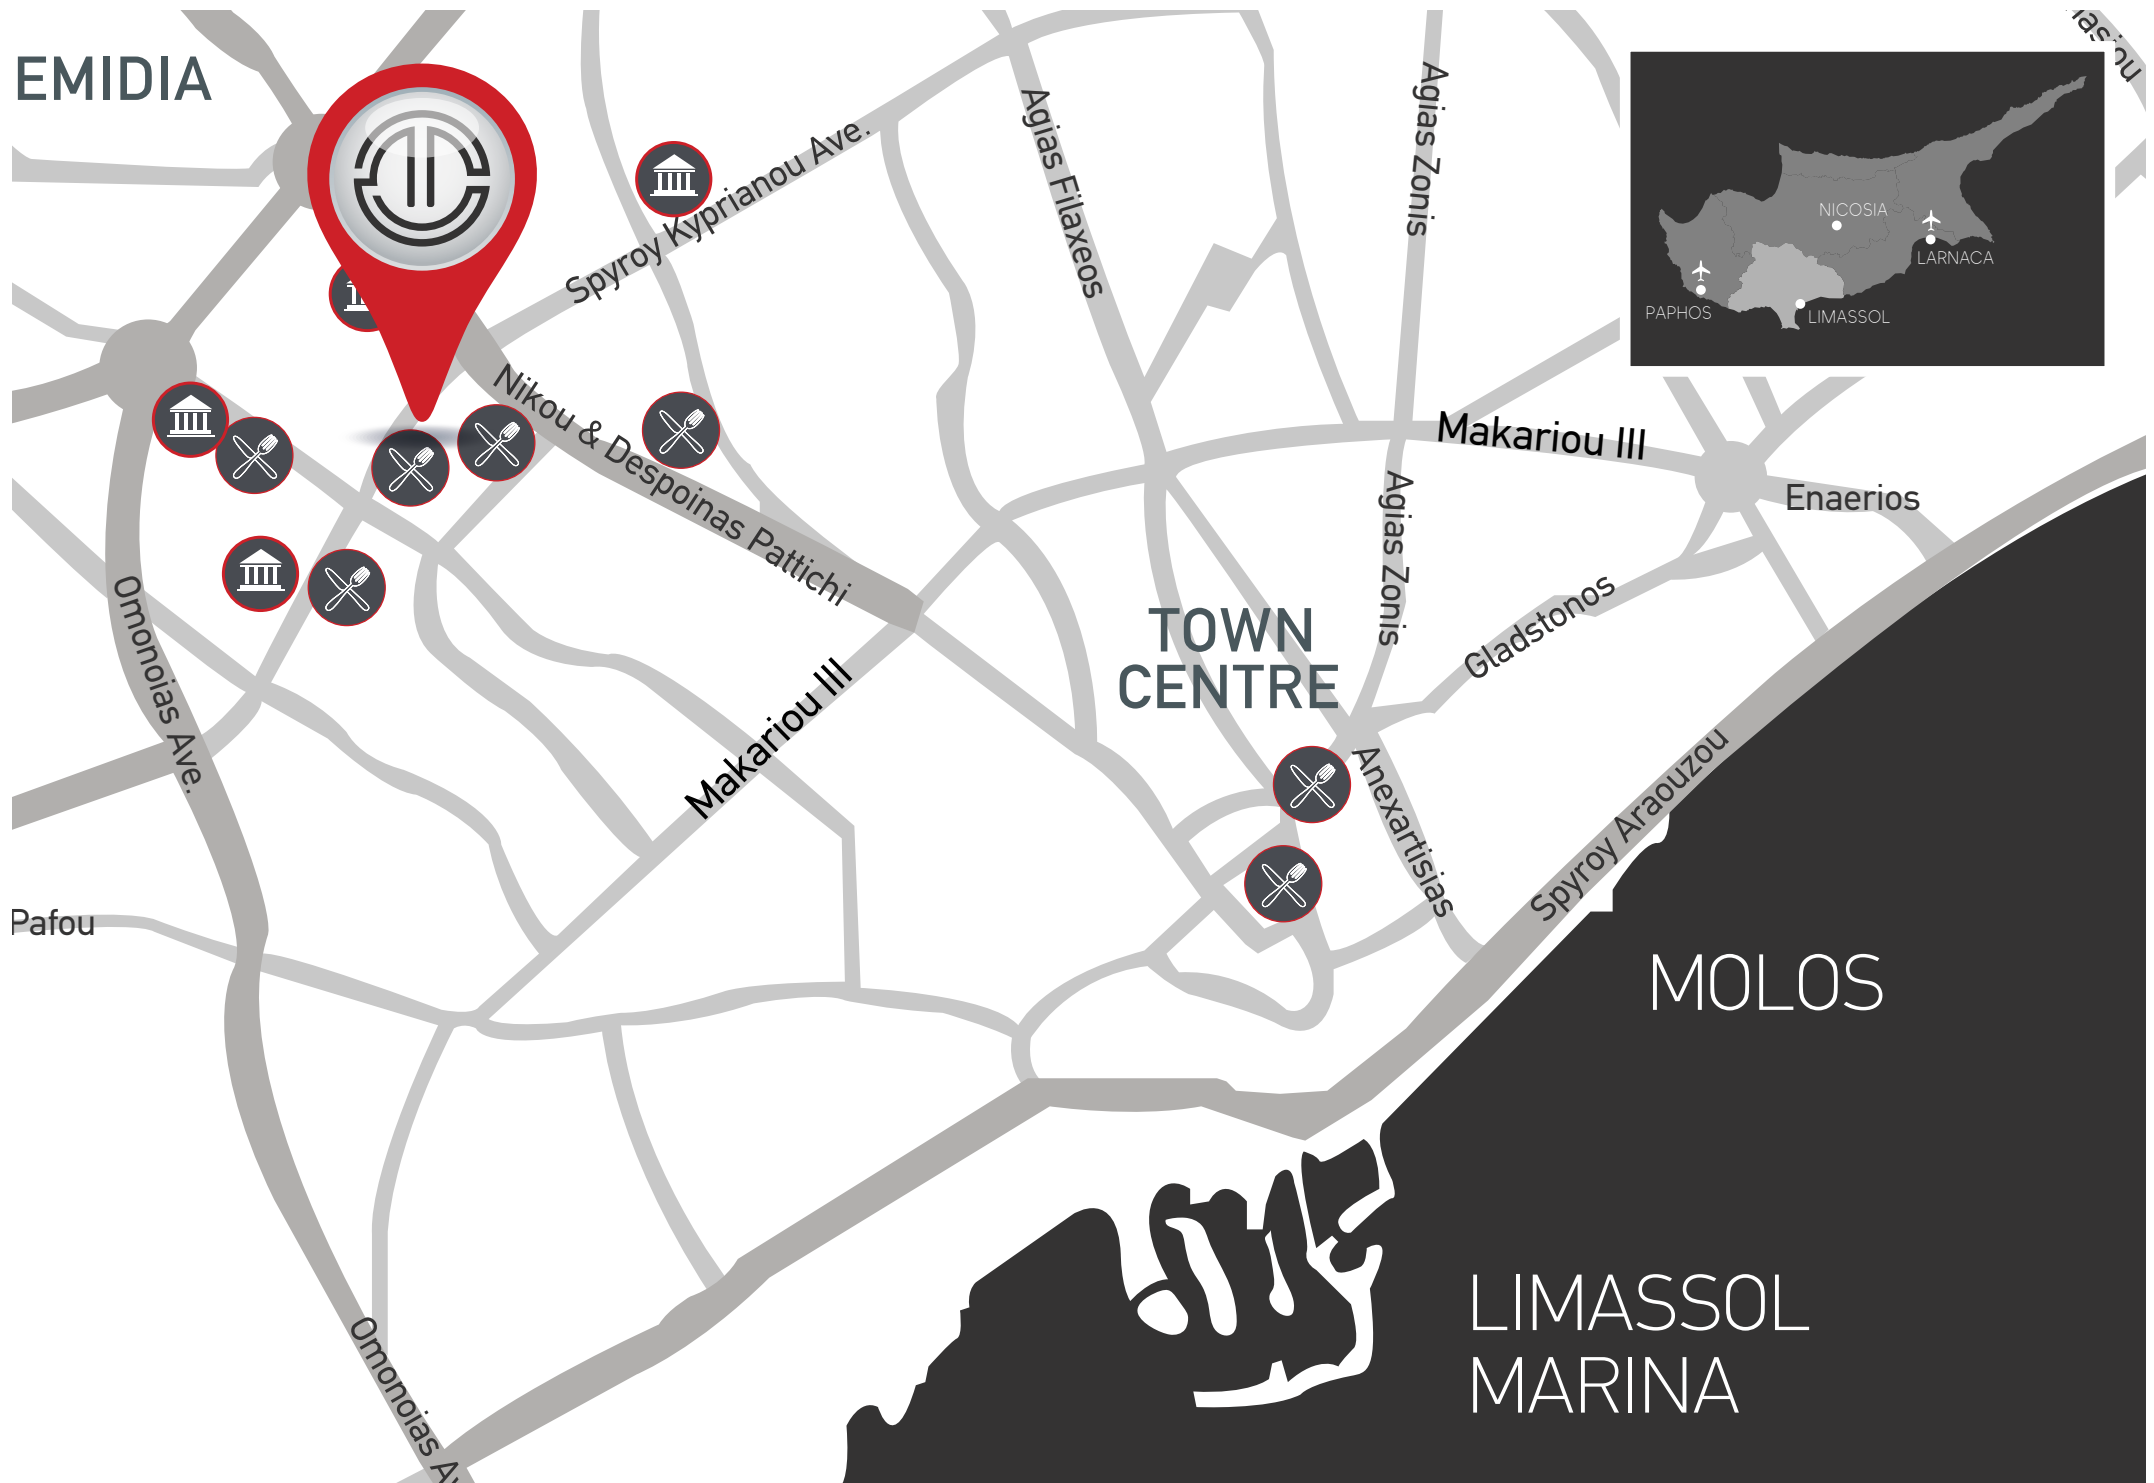 EMIDIA
Spyroy Kyprianou Ave.
Agias Filaxeos
Agias Zonis
NICOSIA
LARNACA
PAPHOS
LIMASSOL
Nikou & Despoinas Pattichi
Makariou III
Enaerios
Agias Zonis
Omonoias Ave.
TOWN
CENTRE
Gladstonos
Makariou III
Anexartisias
Spyroy Araouzou
Pafou
MOLOS
LIMASSOL
MARINA
Omonoias